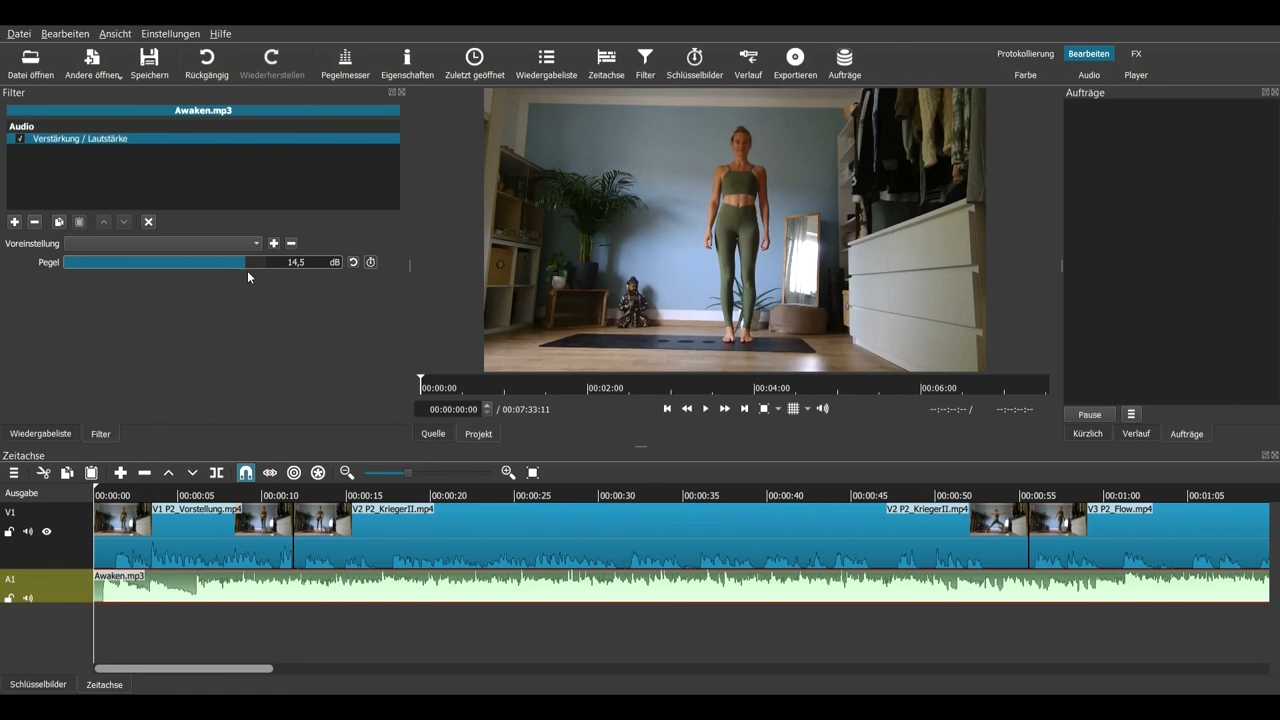 Datei Bearbeiten Ansicht Einstellungen Hilfe
Datei öffnen Andere öffnen.. Speichern Rückgängig Wiederherstellen Pegelmesser Eigenschaften Zuletzt geöffnet Wiedergabeliste Zeitachse Filter Schlüsselbilder Verlauf Exportieren Aufträge
Protokollierung Bearbeiten FX
Farbe Audio Player
Filter
Awaken.mp3
Audio
Verstärkung / Lautstärke
Voreinstellung
Pegel 14,5 dB
Wiedergabeliste Filter
00:00:00 00:02:00 00:04:00 00:06:00
00:00:00:00 / 00:07:33:11
--:--:--:-- / --:--:--:--
Quelle Projekt
Aufträge
Pause
Kürzlich Verlauf Aufträge
Zeitachse
Ausgabe
00:00:00 00:00:05 00:00:10 00:00:15 00:00:20 00:00:25 00:00:30 00:00:35 00:00:40 00:00:45 00:00:50 00:00:55 00:01:00 00:01:05
V1
V1 P2_Vorstellung.mp4 V2 P2_KriegerII.mp4 V2 P2_KriegerII.mp4 V3 P2_Flow.mp4
A1
Awaken.mp3
Schlüsselbilder Zeitachse